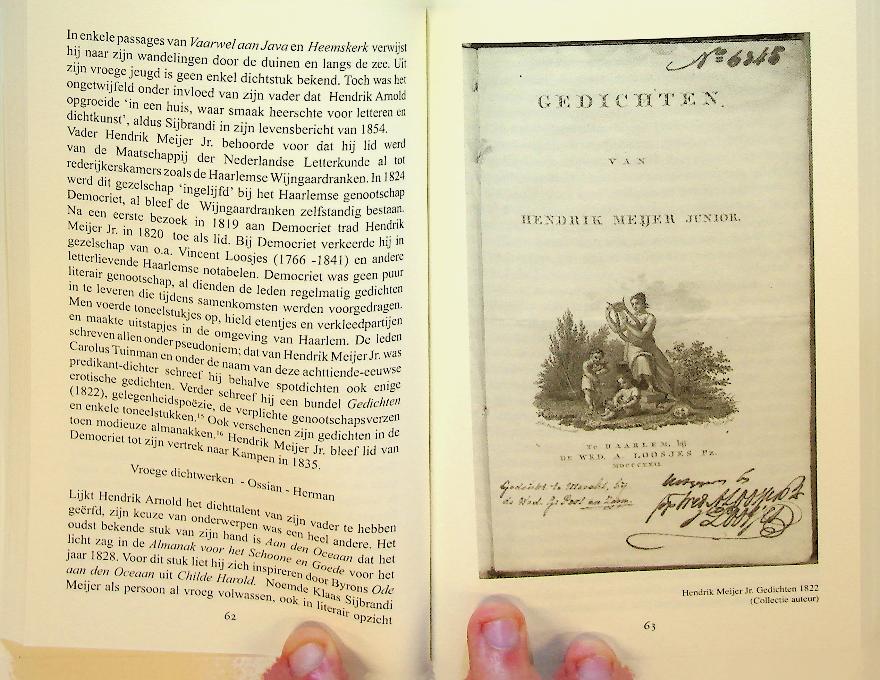 In enkele passages van Vaarwel aan Java en Heemskerk verwijst
hij naar zijn wandelingen door de duinen en langs de zee. Uit
zijn vroege jeugd is geen enkel dichtstuk bekend. Toch was het
ongetwijfeld onder invloed van zijn vader dat Hendrik Arnold
opgroeide ‘in een huis, waar smaak heerschte voor letteren en
dichtkunst’, aldus Sijbrandi in zijn levensbericht van 1854.
Vader Hendrik Meijer Jr. behoorde voor dat hij lid werd
van de Maatschappij der Nederlandse Letterkunde al tot
rederijkerskamers zoals de Haarlemse Wijngaardranken. In 1824
werd dit gezelschap ‘ingelijfd’ bij het Haarlemse genootschap
Democriet, al bleef de Wijngaardranken zelfstandig bestaan.
Na een eerste bezoek in 1819 aan Democriet trad Hendrik
Meijer Jr. in 1820 toe als lid. Bij Democriet verkeerde hij in
gezelschap van o.a. Vincent Loosjes (1766 -1841) en andere
letterlievende Haarlemse notabelen. Democriet was geen puur
literair genootschap, al dienden de leden regelmatig gedichten
in te leveren die tijdens samenkomsten werden voorgedragen.
Men voerde toneelstukjes op, hield etentjes en verkleedpartijen
en maakte uitstapjes in de omgeving van Haarlem. De leden
schreven allen onder pseudoniem; dat van Hendrik Meijer Jr. was
Carolus Tuinman en onder de naam van deze achttiende-eeuwse
predikant-dichter schreef hij behalve spotdichten ook enige
erotische gedichten. Verder schreef hij een bundel Gedichten
(1822), gelegenheidspoëzie, de verplichte genootschapsverzen
en enkele toneelstukken.15 Ook verschenen zijn gedichten in de
toen modieuze almanakken.16 Hendrik Meijer Jr. bleef lid van
Democriet tot zijn vertrek naar Kampen in 1835.
Vroege dichtwerken - Ossian - Herman
Lijkt Hendrik Arnold het dichttalent van zijn vader te hebben
geërfd, zijn keuze van onderwerpen was een heel andere. Het
oudst bekende stuk van zijn hand is Aan den Oceaan dat het
licht zag in de Almanak voor het Schoone en Goede voor het
jaar 1828. Voor dit stuk liet hij zich inspireren door Byrons Ode
aan den Oceaan uit Childe Harold. Noemde Klaas Sijbrandi
Meijer als persoon al vroeg volwassen, ook in literair opzicht
62
No 6345
GEDICHTEN,
VAN
HENDRIK MEIJER JUNIOR.
Te HAARLEM, bij
DE WED. A. LOOSJES Pz.
MDCCCXXII.
Gedrukt te Utrecht, bij
de Wed.
Uitgegeven by
Hendrik Meijer Jr. Gedichten 1822
(Collectie auteur)
63